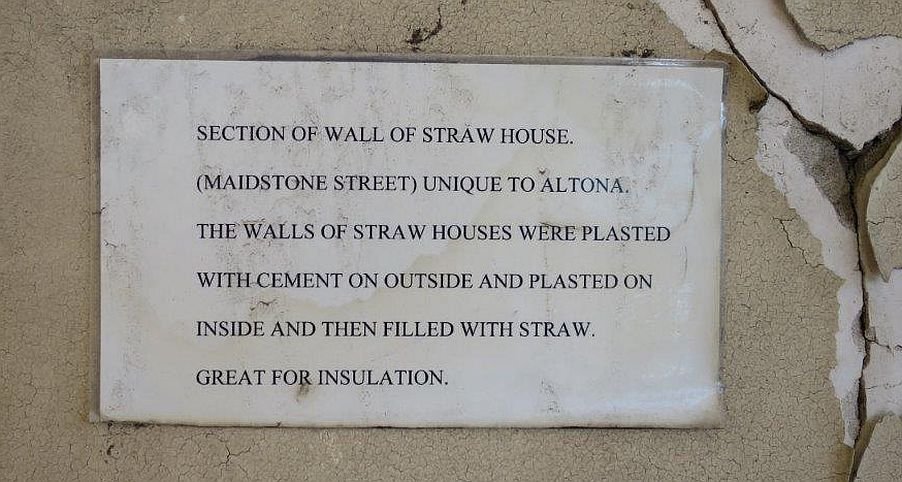 SECTION OF WALL OF STRAW HOUSE.
(MAIDSTONE STREET) UNIQUE TO ALTONA.
THE WALLS OF STRAW HOUSES WERE PLASTED
WITH CEMENT ON OUTSIDE AND PLASTED ON
INSIDE AND THEN FILLED WITH STRAW.
GREAT FOR INSULATION.